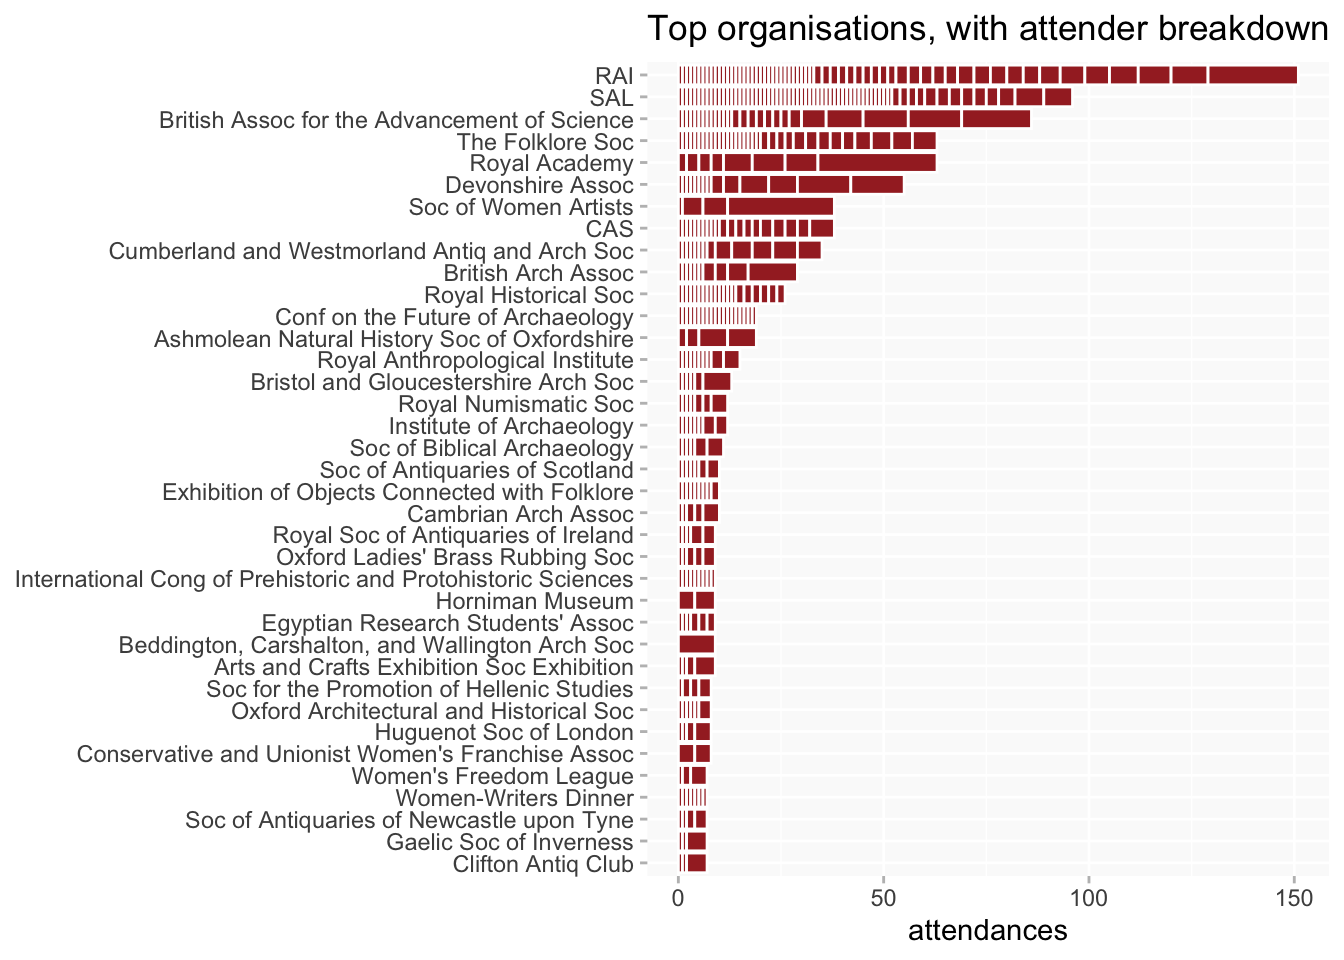 Top organisations, with attender breakdown
RAI
SAL
British Assoc for the Advancement of Science
The Folklore Soc
Royal Academy
Devonshire Assoc
Soc of Women Artists
CAS
Cumberland and Westmorland Antiq and Arch Soc
British Arch Assoc
Royal Historical Soc
Conf on the Future of Archaeology
Ashmolean Natural History Soc of Oxfordshire
Royal Anthropological Institute
Bristol and Gloucestershire Arch Soc
Royal Numismatic Soc
Institute of Archaeology
Soc of Biblical Archaeology
Soc of Antiquaries of Scotland
Exhibition of Objects Connected with Folklore
Cambrian Arch Assoc
Royal Soc of Antiquaries of Ireland
Oxford Ladies' Brass Rubbing Soc
International Cong of Prehistoric and Protohistoric Sciences
Horniman Museum
Egyptian Research Students' Assoc
Beddington, Carshalton, and Wallington Arch Soc
Arts and Crafts Exhibition Soc Exhibition
Soc for the Promotion of Hellenic Studies
Oxford Architectural and Historical Soc
Huguenot Soc of London
Conservative and Unionist Women's Franchise Assoc
Women's Freedom League
Women-Writers Dinner
Soc of Antiquaries of Newcastle upon Tyne
Gaelic Soc of Inverness
Clifton Antiq Club
0 50 100 150
attendances